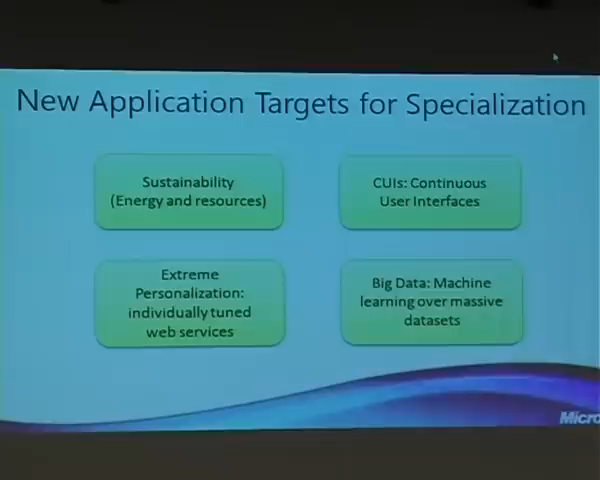 New Application Targets for Specialization
Sustainability
(Energy and resources)
CUIs: Continuous
User Interfaces
Extreme
Personalization:
individually tuned
web services
Big Data: Machine
learning over massive
datasets
Micro